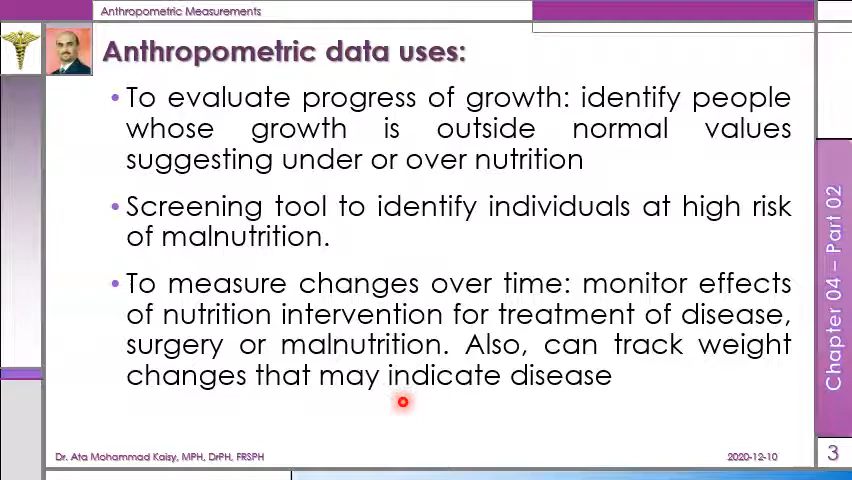 Anthropometric Measurements
Anthropometric data uses:
• To evaluate progress of growth: identify people
whose growth is outside normal values
suggesting under or over nutrition
• Screening tool to identify individuals at high risk
of malnutrition.
• To measure changes over time: monitor effects
of nutrition intervention for treatment of disease,
surgery or malnutrition. Also, can track weight
changes that may indicate disease
Chapter 04 – Part 02
Dr. Ata Mohammad Kaisy, MPH, DrPH, FRSPH
2020-12-10
3